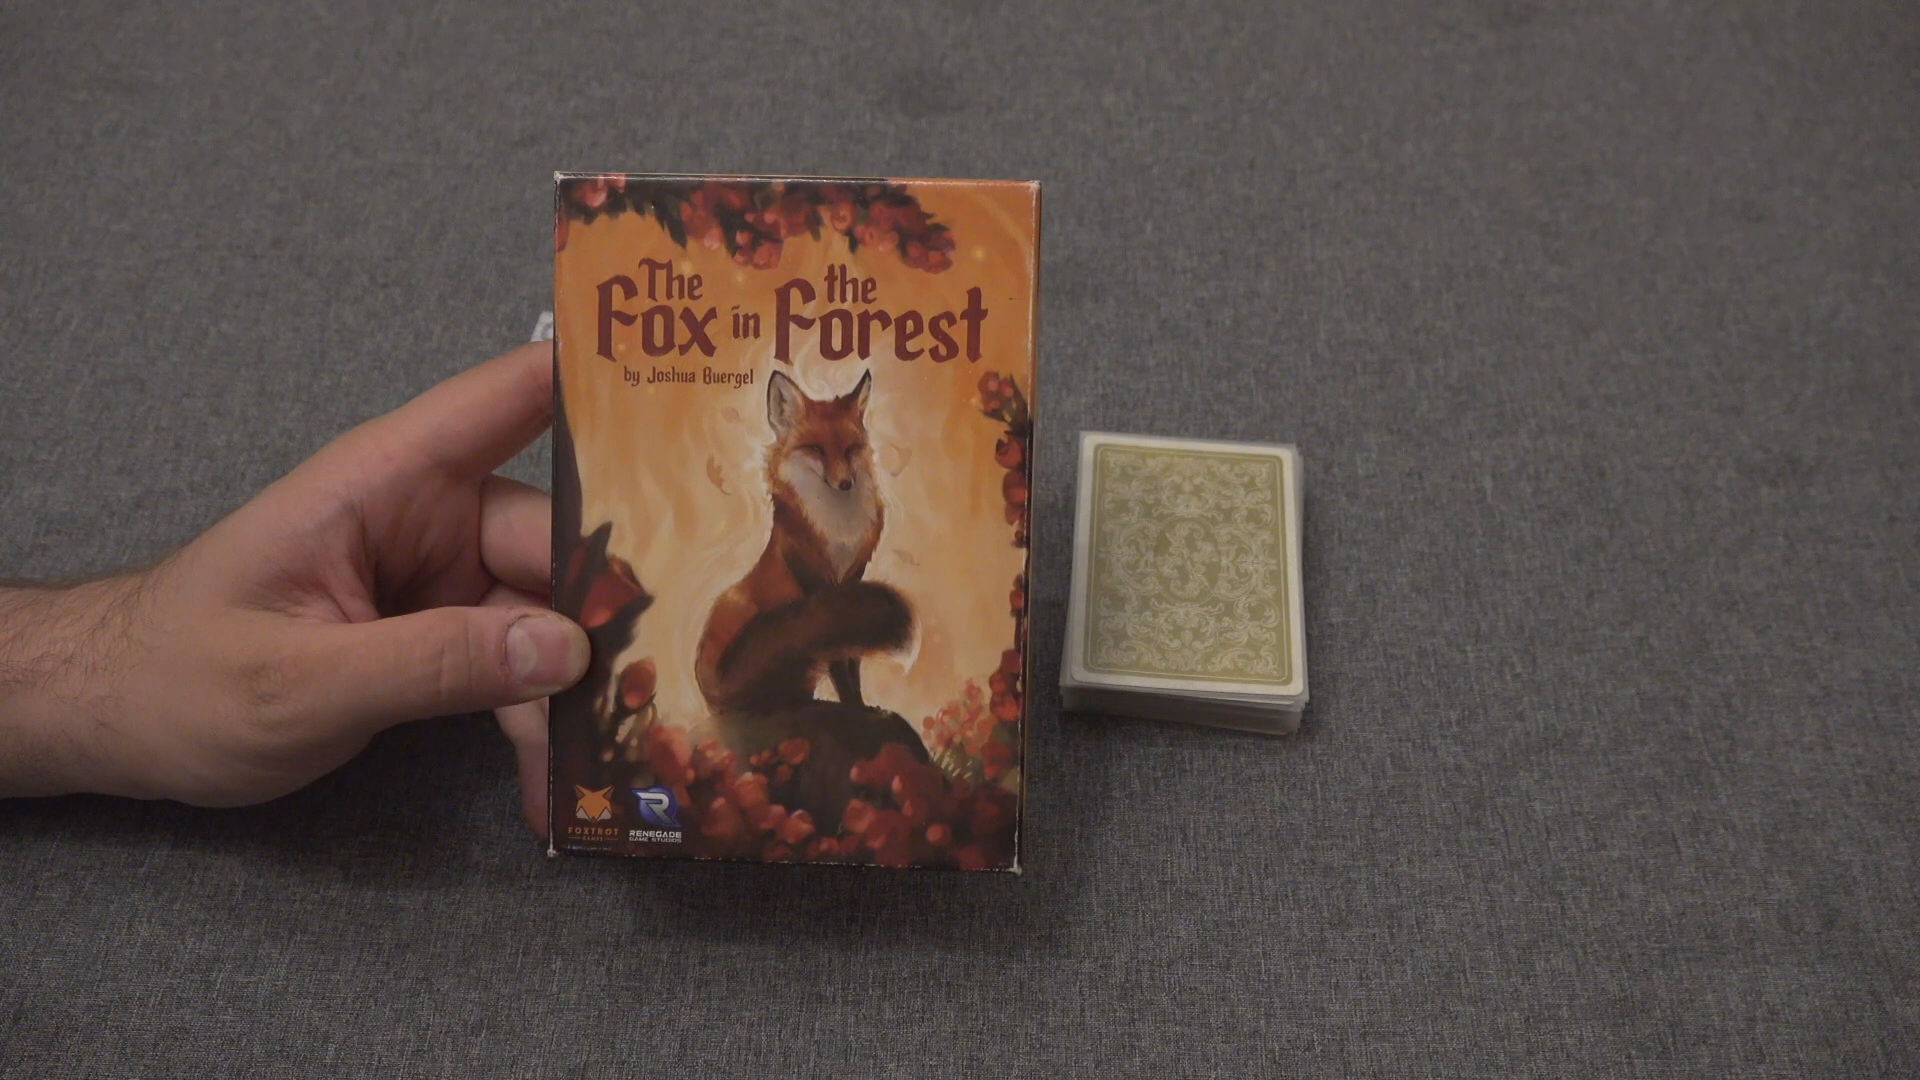 The Fox in the Forest
by Joshua Buergel
FOXTROT
GAMES
RENEGADE
GAME STUDIOS